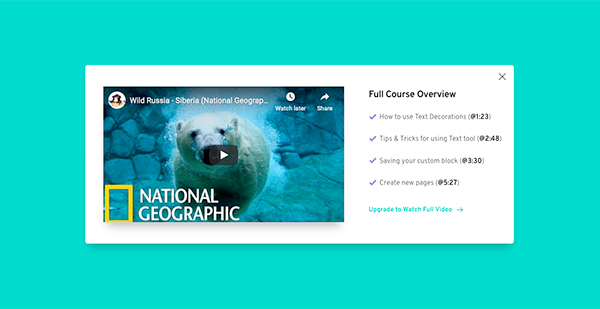 Wild Russia - Siberia (National Geograp...
Watch later
Share
NATIONAL
GEOGRAPHIC
Full Course Overview
How to use Text Decorations (@1:23)
Tips & Tricks for using Text tool (@2:48)
Saving your custom block (@3:30)
Create new pages (@5:27)
Upgrade to Watch Full Video